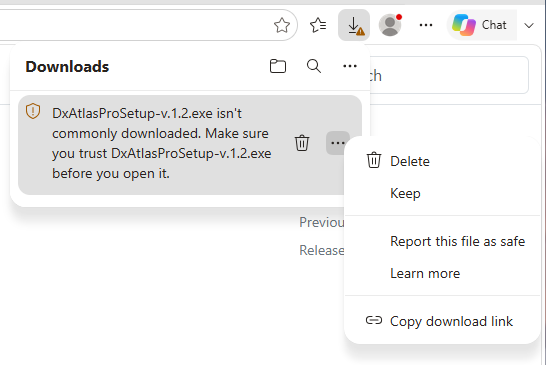 Chat
Downloads
ch
DxAtlasProSetup-v.1.2.exe isn't
commonly downloaded. Make sure
you trust DxAtlasProSetup-v.1.2.exe
before you open it.
Delete
Keep
Previou
Release
Report this file as safe
Learn more
Copy download link